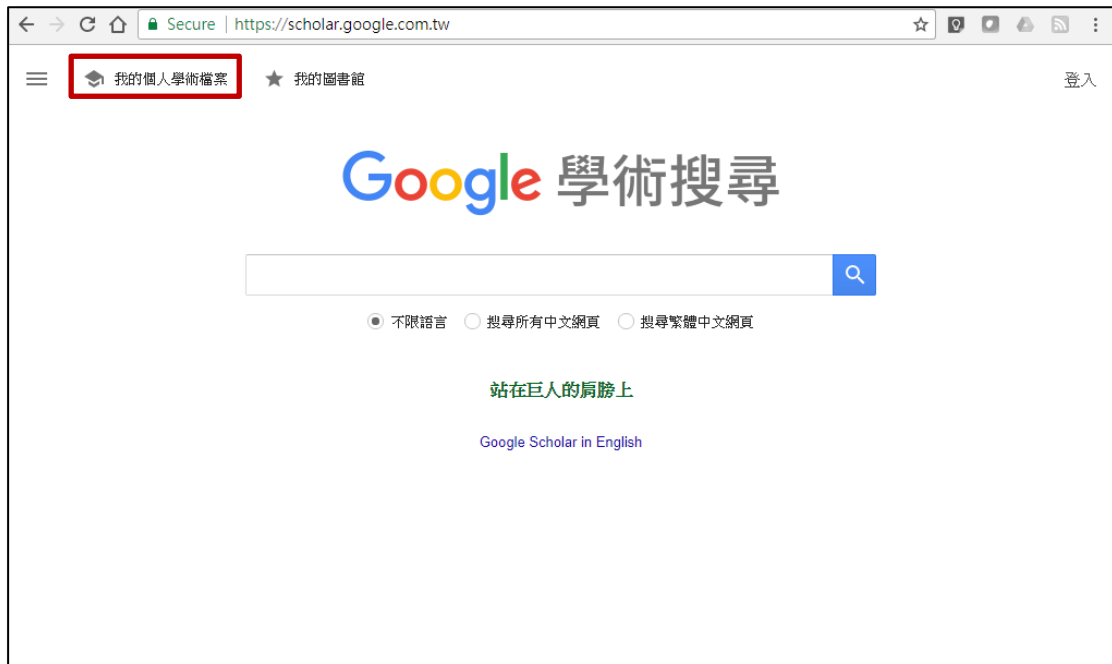 Secure | https://scholar.google.com.tw
我的個人學術檔案 我的圖書館 登入
Google 學術搜尋
不限語言 搜尋所有中文網頁 搜尋繁體中文網頁
站在巨人的肩膀上
Google Scholar in English